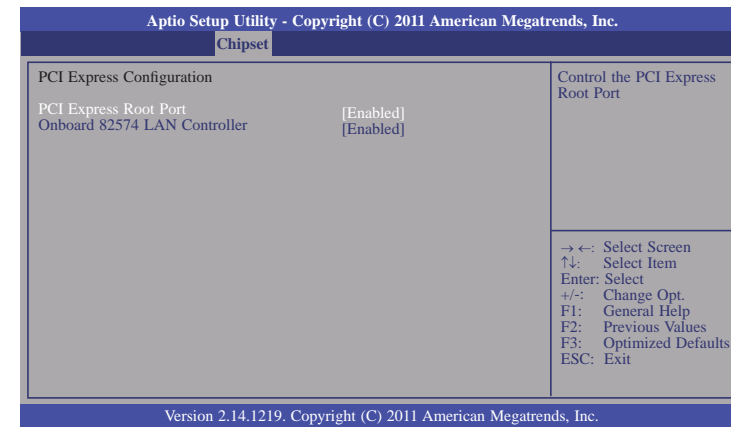 Aptio Setup Utility - Copyright (C) 2011 American Megatrends, Inc.
Chipset
PCI Express Configuration
PCI Express Root Port [Enabled]
Onboard 82574 LAN Controller [Enabled]
Control the PCI Express
Root Port
→ ←: Select Screen
↑↓: Select Item
Enter: Select
+/-: Change Opt.
F1: General Help
F2: Previous Values
F3: Optimized Defaults
ESC: Exit
Version 2.14.1219. Copyright (C) 2011 American Megatrends, Inc.